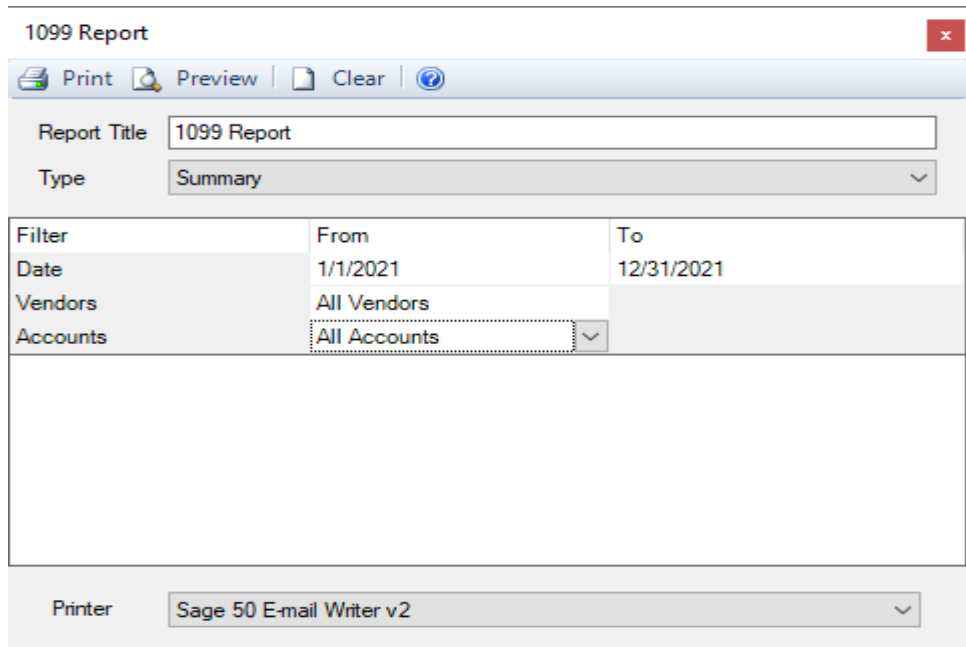 1099 Report
x
Print Preview Clear ?
Report Title 1099 Report
Type Summary
Filter From To
Date 1/1/2021 12/31/2021
Vendors All Vendors
Accounts All Accounts
Printer Sage 50 E-mail Writer v2